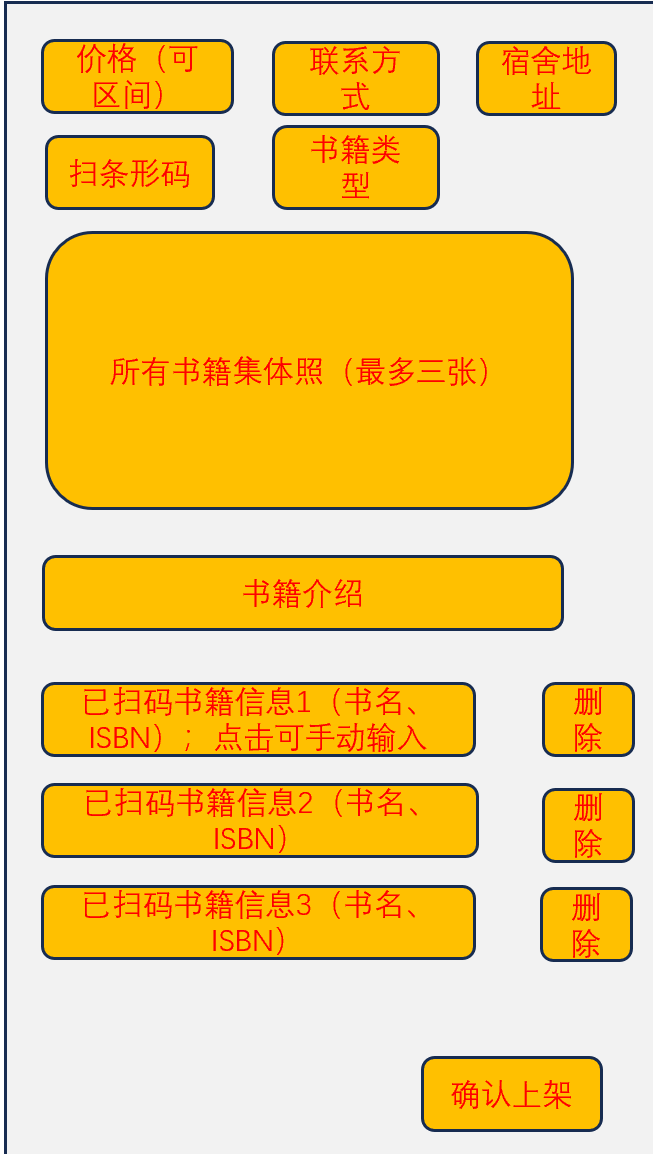 价格（可
区间）
联系方
式
宿舍地
址
扫条形码
书籍类
型
所有书籍集体照（最多三张）
书籍介绍
已扫码书籍信息1（书名、
ISBN）；点击可手动输入
删
除
已扫码书籍信息2（书名、
ISBN）
删
除
已扫码书籍信息3（书名、
ISBN）
删
除
确认上架